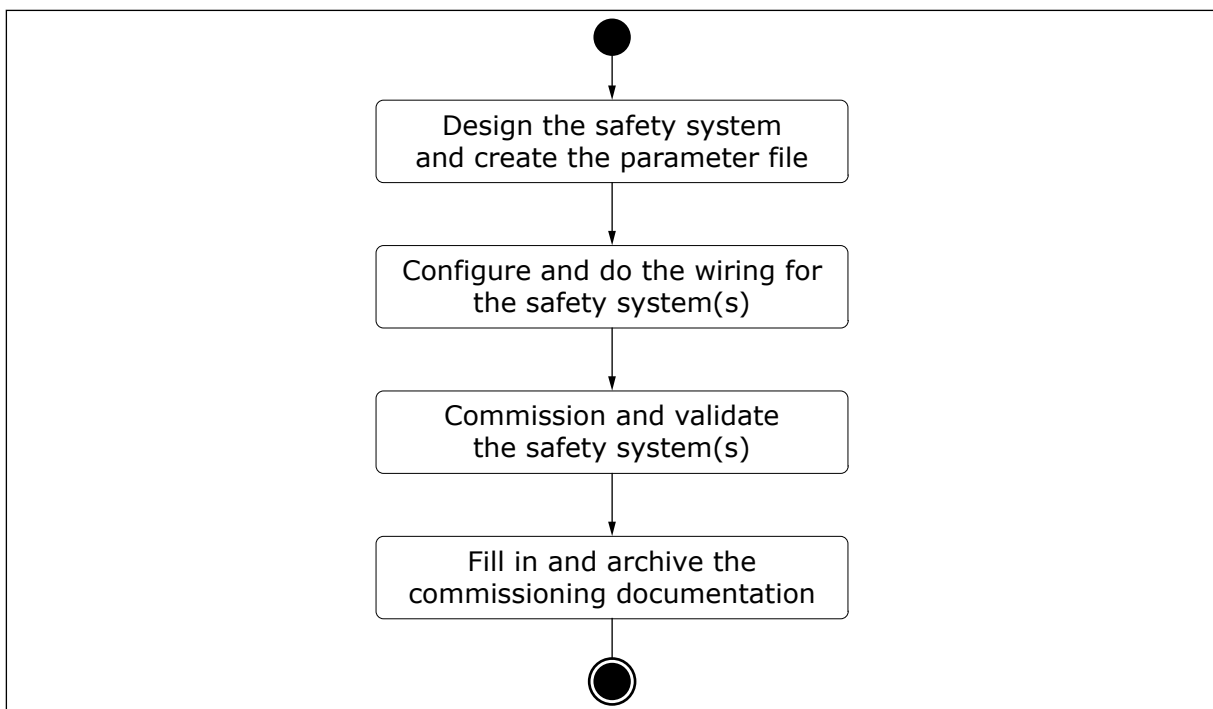 Design the safety system
and create the parameter file
Configure and do the wiring for
the safety system(s)
Commission and validate
the safety system(s)
Fill in and archive the
commissioning documentation